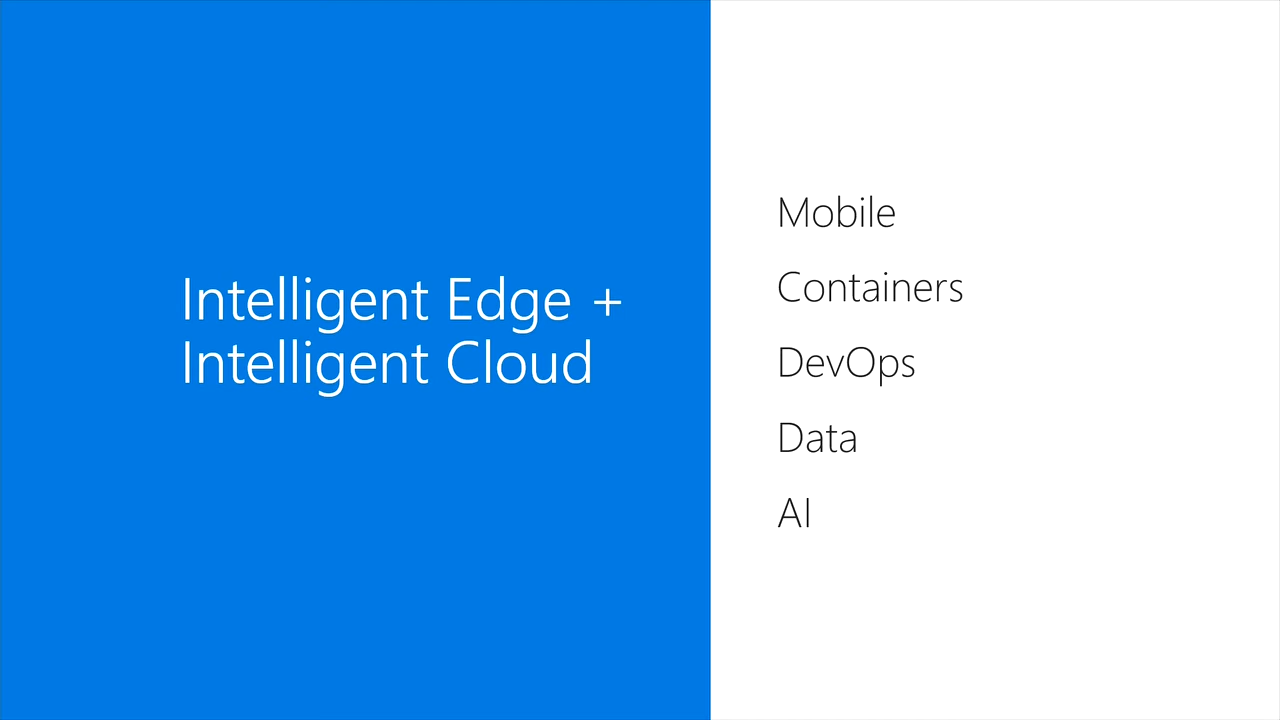 Intelligent Edge +
Intelligent Cloud
Mobile
Containers
DevOps
Data
AI